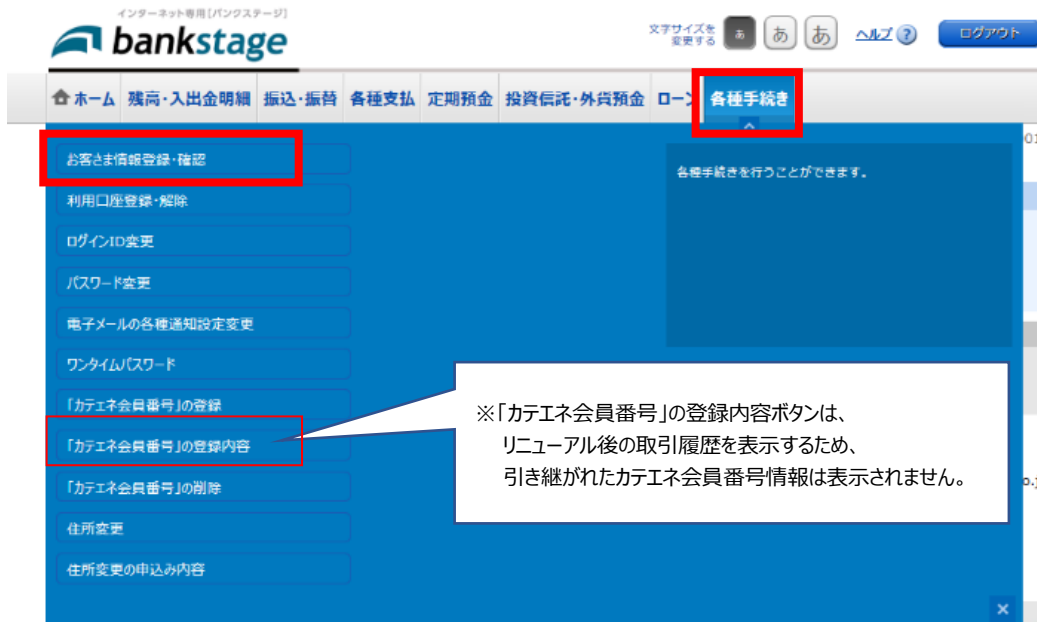 インターネット専用[バンクステージ]
bankstage
文字サイズを
変更する
あ あ あ
ヘルプ ?
ログアウト
ホーム 残高・入出金明細 振込・振替 各種支払 定期預金 投資信託・外貨預金 ローン 各種手続き
お客さま情報登録・確認
各種手続きを行うことができます。
利用口座登録・解除
ログインID変更
パスワード変更
電子メールの各種通知設定変更
ワンタイムパスワード
「カテエネ会員番号」の登録
「カテエネ会員番号」の登録内容
「カテエネ会員番号」の削除
住所変更
住所変更の申込み内容
※「カテエネ会員番号」の登録内容ボタンは、
リニューアル後の取引履歴を表示するため、
引き継がれたカテエネ会員番号情報は表示されません。